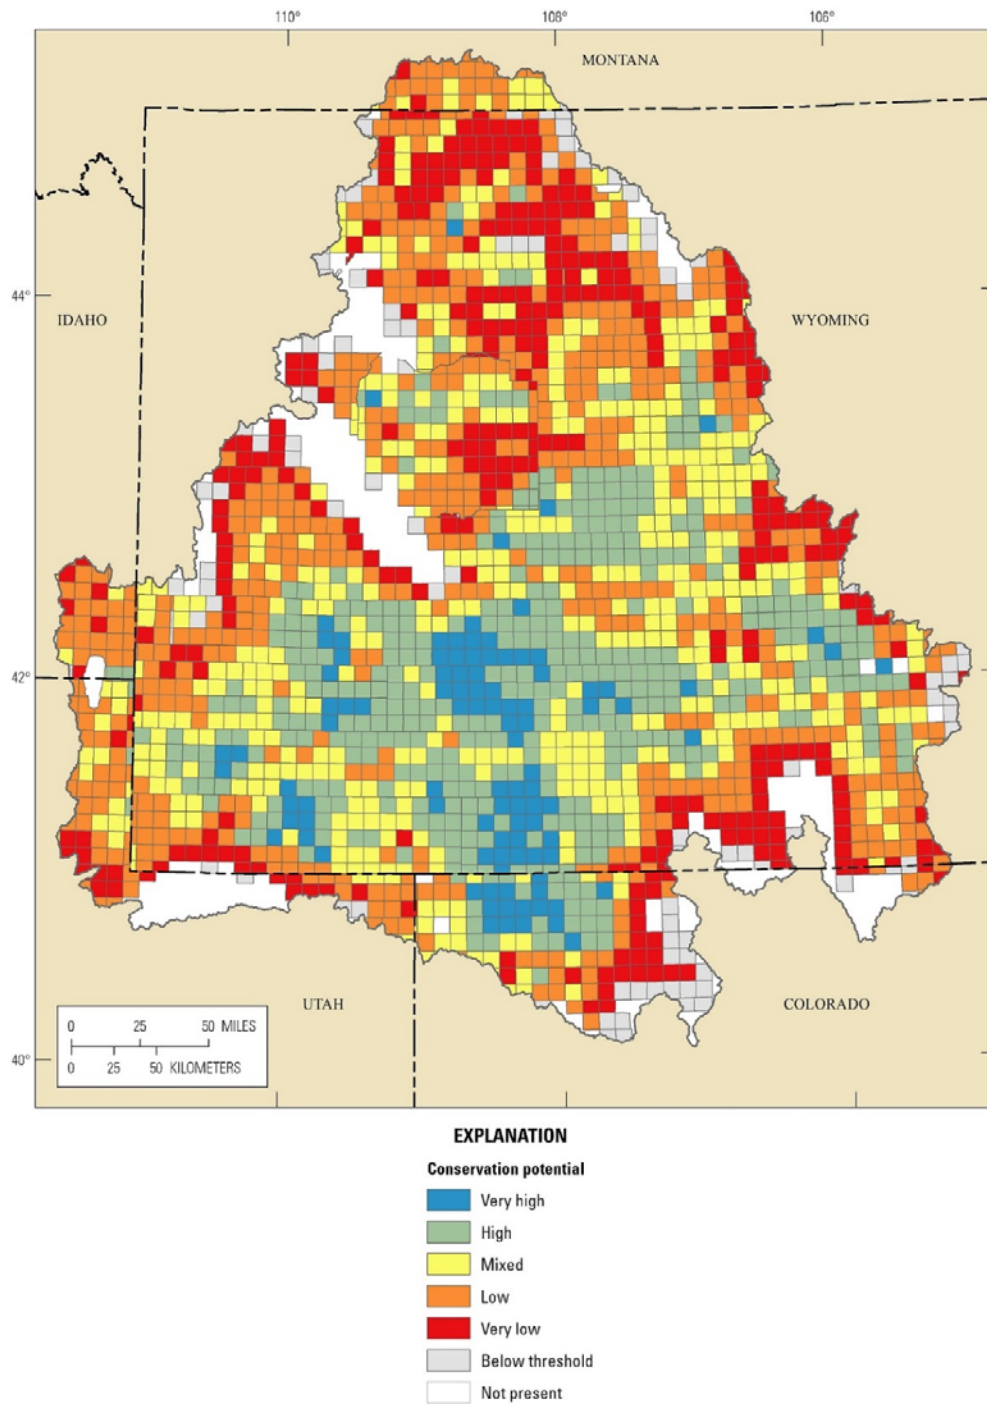 110° 108° 106°
MONTANA
44°
IDAHO
WYOMING
42°
UTAH
COLORADO
0 25 50 MILES
0 25 50 KILOMETERS
40°
EXPLANATION
Conservation potential
Very high
High
Mixed
Low
Very low
Below threshold
Not present